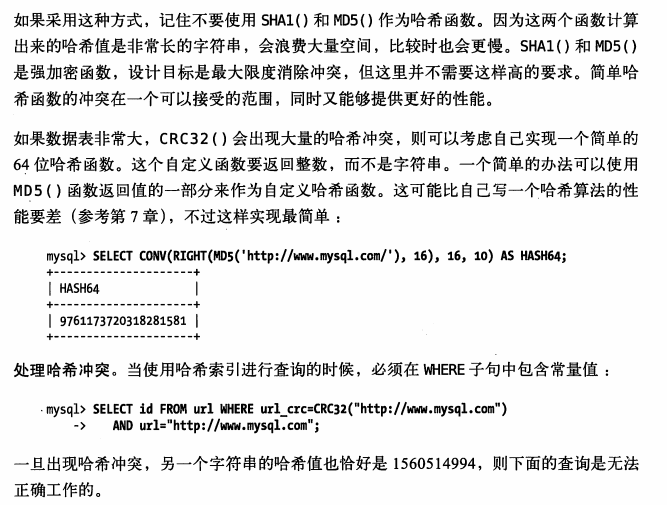 如果采用这种方式，记住不要使用 SHA1()和 MD5()作为哈希函数。因为这两个函数计算
出来的哈希值是非常长的字符串，会浪费大量空间，比较时也会更慢。SHA1()和 MD5()
是强加密函数，设计目标是最大限度消除冲突，但这里并不需要这样高的要求。简单哈
希函数的冲突在一个可以接受的范围，同时又能够提供更好的性能。
如果数据表非常大，CRC32()会出现大量的哈希冲突，则可以考虑自己实现一个简单的
64 位哈希函数。这个自定义函数要返回整数，而不是字符串。一个简单的办法可以使用
MD5()函数返回值的一部分来作为自定义哈希函数。这可能比自己写一个哈希算法的性
能要差（参考第 7 章），不过这样实现最简单：
mysql> SELECT CONV(RIGHT(MD5('http://www.mysql.com/'), 16), 16, 10) AS HASH64;
+---------------------+
| HASH64              |
+---------------------+
| 9761173720318281581 |
+---------------------+
处理哈希冲突。当使用哈希索引进行查询的时候，必须在 WHERE 子句中包含常量值：
mysql> SELECT id FROM url WHERE url_crc=CRC32("http://www.mysql.com")
-> AND url="http://www.mysql.com";
一旦出现哈希冲突，另一个字符串的哈希值也恰好是 1560514994，则下面的查询是无法
正确工作的。